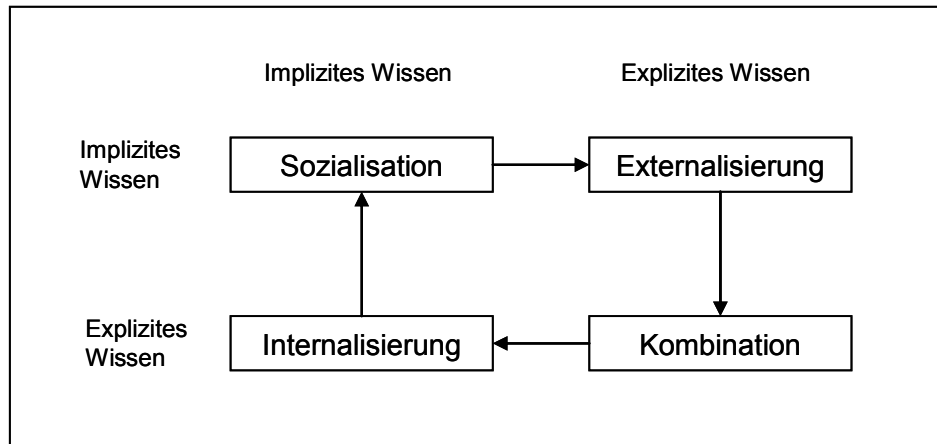 Implizites Wissen
Explizites Wissen
Implizites
Wissen
Sozialisation
Externalisierung
Explizites
Wissen
Internalisierung
Kombination